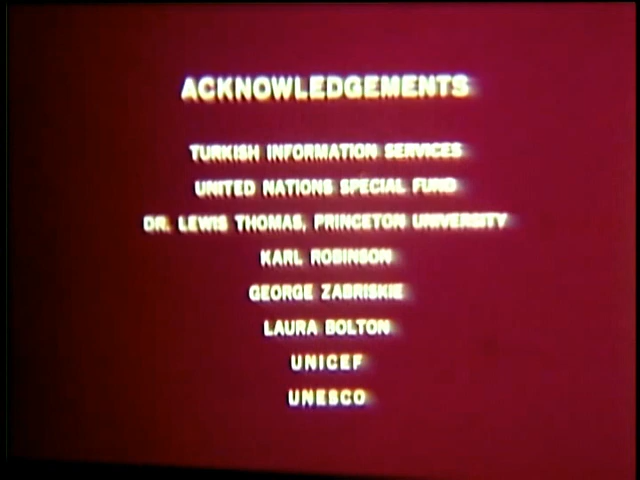 ACKNOWLEDGEMENTS
TURKISH INFORMATION SERVICES
UNITED NATIONS SPECIAL FUND
DR. LEWIS THOMAS, PRINCETON UNIVERSITY
KARL ROBINSON
GEORGE ZABRISKIE
LAURA BOLTON
UNICEF
UNESCO